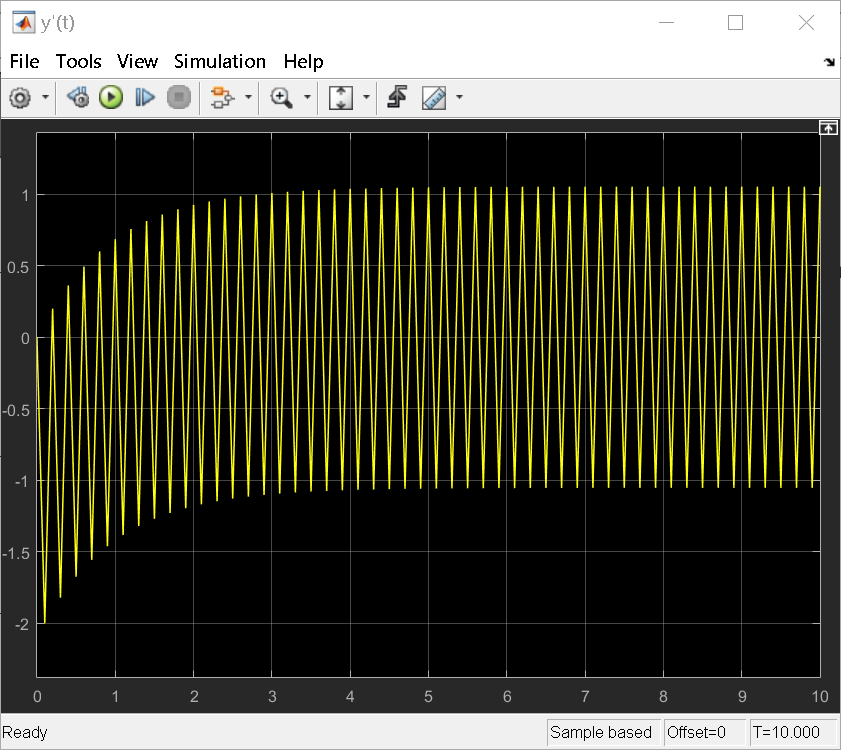 y'(t)
File Tools View Simulation Help
1
0.5
0
-0.5
-1
-1.5
-2
0 1 2 3 4 5 6 7 8 9 10
Ready Sample based Offset=0 T=10.000